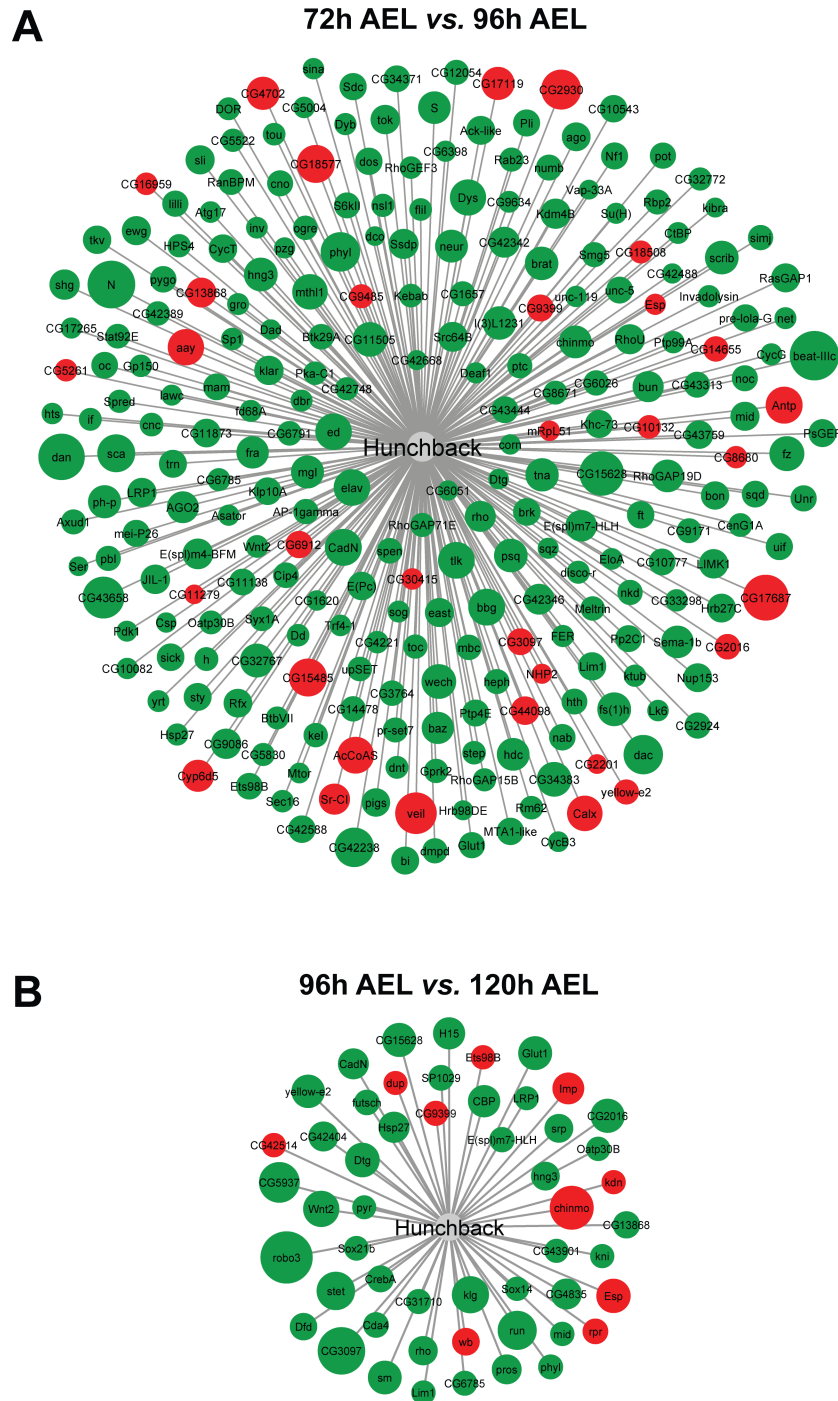 A
72h AEL vs. 96h AEL
sina
CG12054
CG4702
Sdc
CG34371
CG17119
CG2930
DOR
CG5004
S
CG10543
Dyb
tok
Ack-like
Pli
CG5522
tou
ago
sli
CG18577
dos
CG6398
Rab23
Nf1
pot
RanBPM
cno
RhoGEF3
numb
CG32772
CG16959
Vap-33A
lilli
S6kII
nsl1
flil
Dys
CG9634
Rbp2
kibra
Atg17
Kdm4B
Su(H)
ewg
inv
ogre
dco
Ssdp
neur
CG42342
CtBP
simj
tkv
HPS4
CycT
pzg
phyl
brat
Smg5
CG18508
scrib
shg
N
pygo
hng3
CG42488
RasGAP1
CG13868
mthl1
CG9485
Kebab
CG1657
CG9399
unc-119
unc-5
Invadolysin
CG42389
gro
Esp
pre-lola-G
net
CG17265
Stat92E
Sp1
Dad
Btk29A
CG11505
Src64B
l(3)L1231
chinmo
RhoU
Ptp99A
CG14655
CycG
beat-IIIc
aay
CG5261
oc
Gp150
klar
Pka-C1
CG42668
Deaf1
ptc
CG8671
CG6026
bun
CG43313
noc
mam
CG42748
hts
if
Spred
lawc
fd68A
dbr
CG43444
Khc-73
CG10132
mid
Antp
cnc
CG11873
CG6791
ed
Hunchback
corn
mRpL51
CG43759
PsGEF
dan
sca
trn
fra
mgl
CG8680
fz
CG15628
RhoGAP19D
CG6785
elav
CG6051
Dtg
tna
bon
sqd
Unr
ph-p
LRP1
Klp10A
Axud1
AGO2
AP-1gamma
rho
brk
E(spl)m7-HLH
ft
CenG1A
mei-P26
Asator
RhoGAP71E
CG9171
uif
Ser
pbl
E(spl)m4-BFM
Wnt2
CG6912
CadN
spen
tlk
psq
sqz
EloA
CG10777
LIMK1
JIL-1
disco-r
CG43658
CG11279
CG11138
Cip4
E(Pc)
CG30415
nkd
CG33298
Hrb27C
CG17687
Pdk1
Csp
Oatp30B
Syx1A
CG1620
sog
east
bbg
CG42346
Meltrin
Dd
Trf4-1
CG4221
toc
mbc
CG3097
FER
Pp2C1
Sema-1b
CG2016
CG10082
sick
h
CG32767
upSET
NHP2
Lim1
ktub
Nup153
CG15485
CG3764
wech
heph
yrt
sty
Rfx
CG14478
CG44098
hth
fs(1)h
Lk6
CG2924
BtbVII
pr-set7
baz
Ptp4E
Hsp27
CG9086
kel
nab
CG5830
AcCoAS
step
hdc
dac
Cyp6d5
Mtor
dnt
Gprk2
CG34383
CG2201
Ets98B
RhoGAP15B
yellow-e2
Sec16
Sr-CI
pigs
veil
Hrb98DE
Rm62
Calx
CG42588
MTA1-like
CycB3
CG42238
bi
dmpd
Glut1
B
96h AEL vs. 120h AEL
CG15628
H15
Ets98B
Glut1
CadN
dup
SP1029
Imp
yellow-e2
futsch
CG9399
CBP
LRP1
CG2016
Hsp27
srp
CG42514
CG42404
E(spl)m7-HLH
Oatp30B
Dtg
CG5937
hng3
kdn
Wnt2
pyr
chinmo
Hunchback
CG13868
robo3
Sox21b
CG43901
kni
stet
CrebA
CG31710
klg
Sox14
CG4835
Esp
Dfd
Cda4
run
mid
rpr
CG3097
rho
wb
sm
pros
phyl
Lim1
CG6785